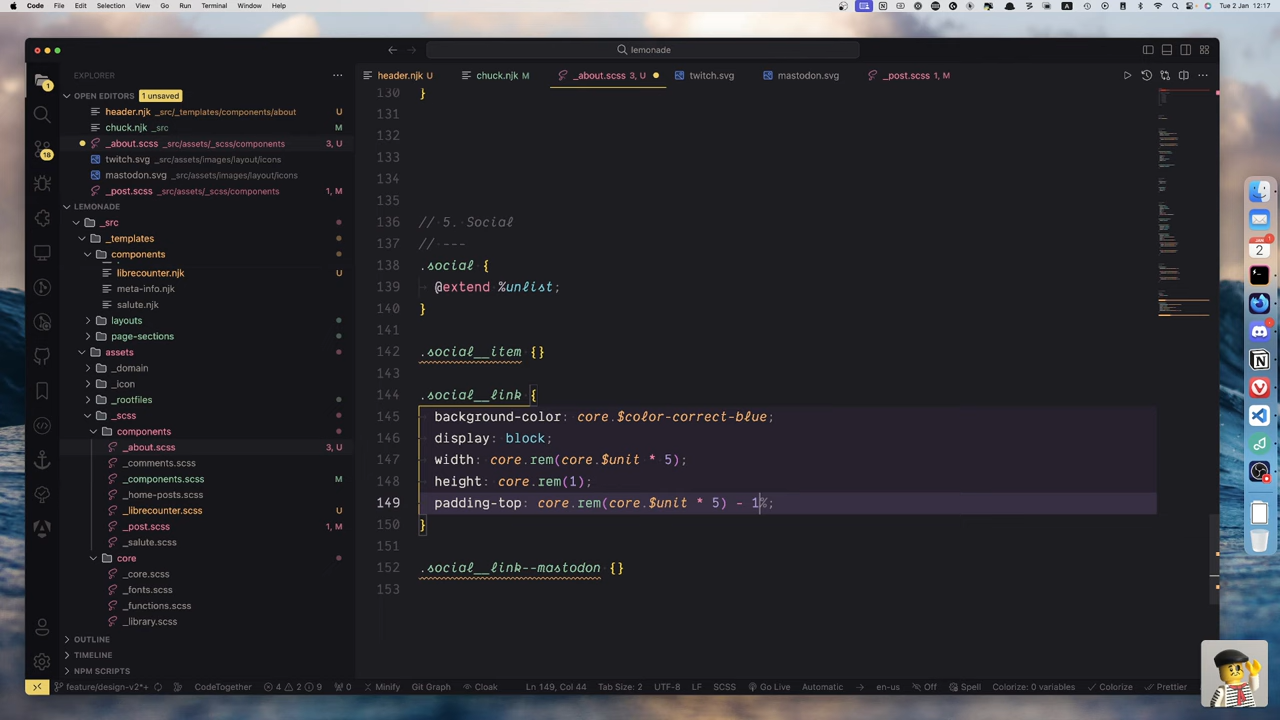 Code File Edit Selection View Go Run Terminal Window Help
Tue 2 Jan 12:17
lemonade
EXPLORER
header.njk U
chuck.njk M
_about.scss 3, U
twitch.svg
mastodon.svg
_post.scss 1, M
OPEN EDITORS 1 unsaved
header.njk _src/_templates/components/about U
chuck.njk _src M
_about.scss _src/assets/_scss/components 3, U
twitch.svg _src/assets/images/layout/icons
mastodon.svg _src/assets/images/layout/icons
_post.scss _src/assets/_scss/components 1, M
LEMONADE
_src
_templates
components
librecounter.njk U
meta-info.njk
salute.njk
layouts
page-sections
assets
_domain
_icon
_rootfiles
_scss
components
_about.scss 3, U
_comments.scss
_components.scss M
_home-posts.scss
_librecounter.scss U
_post.scss 1, M
_salute.scss
core
_core.scss
_fonts.scss
_functions.scss
_library.scss
OUTLINE
TIMELINE
NPM SCRIPTS
130 }
131
132
133
134
135
136 // 5. Social
137 // ---
138 .social {
139 @extend %unlist;
140 }
141
142 .social__item {}
143
144 .social__link {
145 background-color: core.$color-correct-blue;
146 display: block;
147 width: core.rem(core.$unit * 5);
148 height: core.rem(1);
149 padding-top: core.rem(core.$unit * 5) - 1%;
150 }
151
152 .social__link--mastodon {}
153
feature/design-v2*+ CodeTogether 4 2 9 0 Minify Git Graph Cloak Ln 149, Col 44 Tab Size: 2 UTF-8 LF SCSS Go Live Automatic en-us Off Spell Colorize: 0 variables Colorize Prettier
1
18
JAN
2